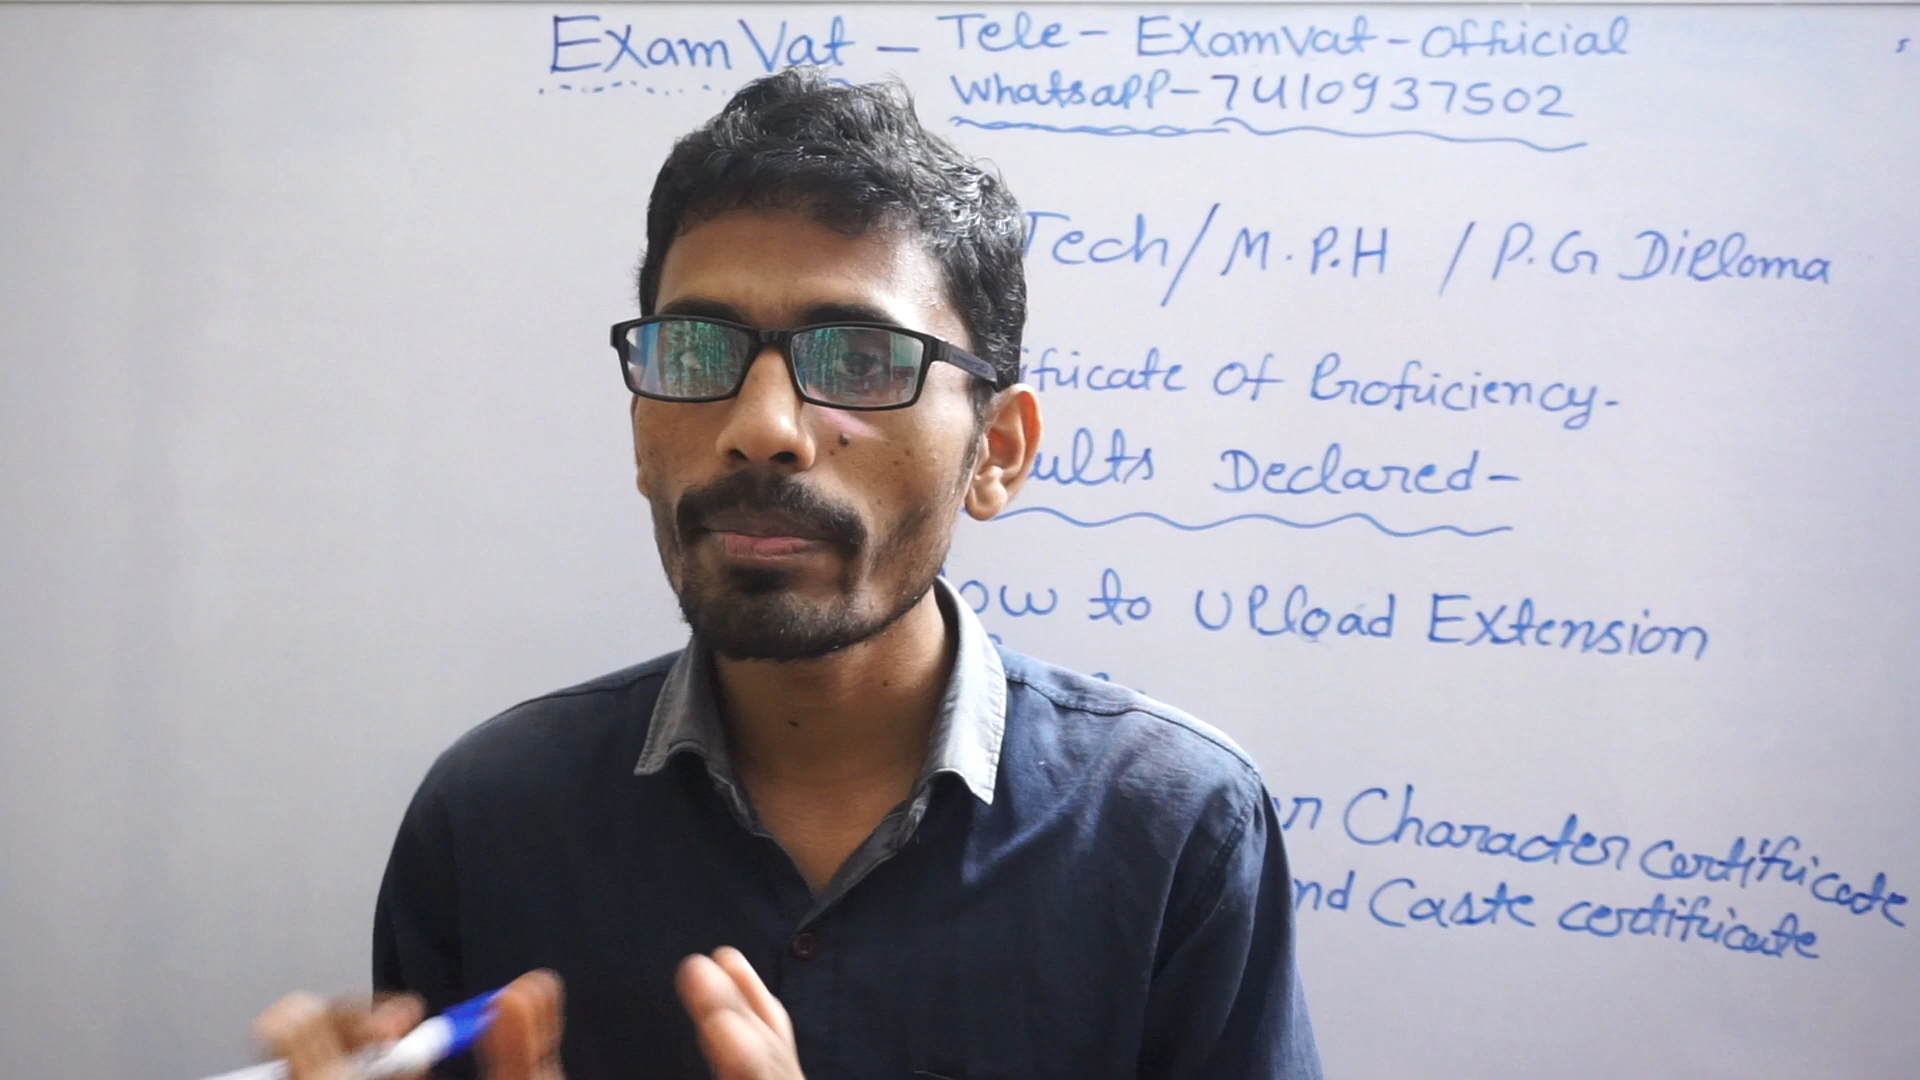 ExamVat - Tele - ExamVat - Official
Whatsapp - 7410937502
Tech / M.P.H / P.G Diploma
ificate of Proficiency -
ults Declared -
ow to Upload Extension
n Character certificate
nd Caste certificate